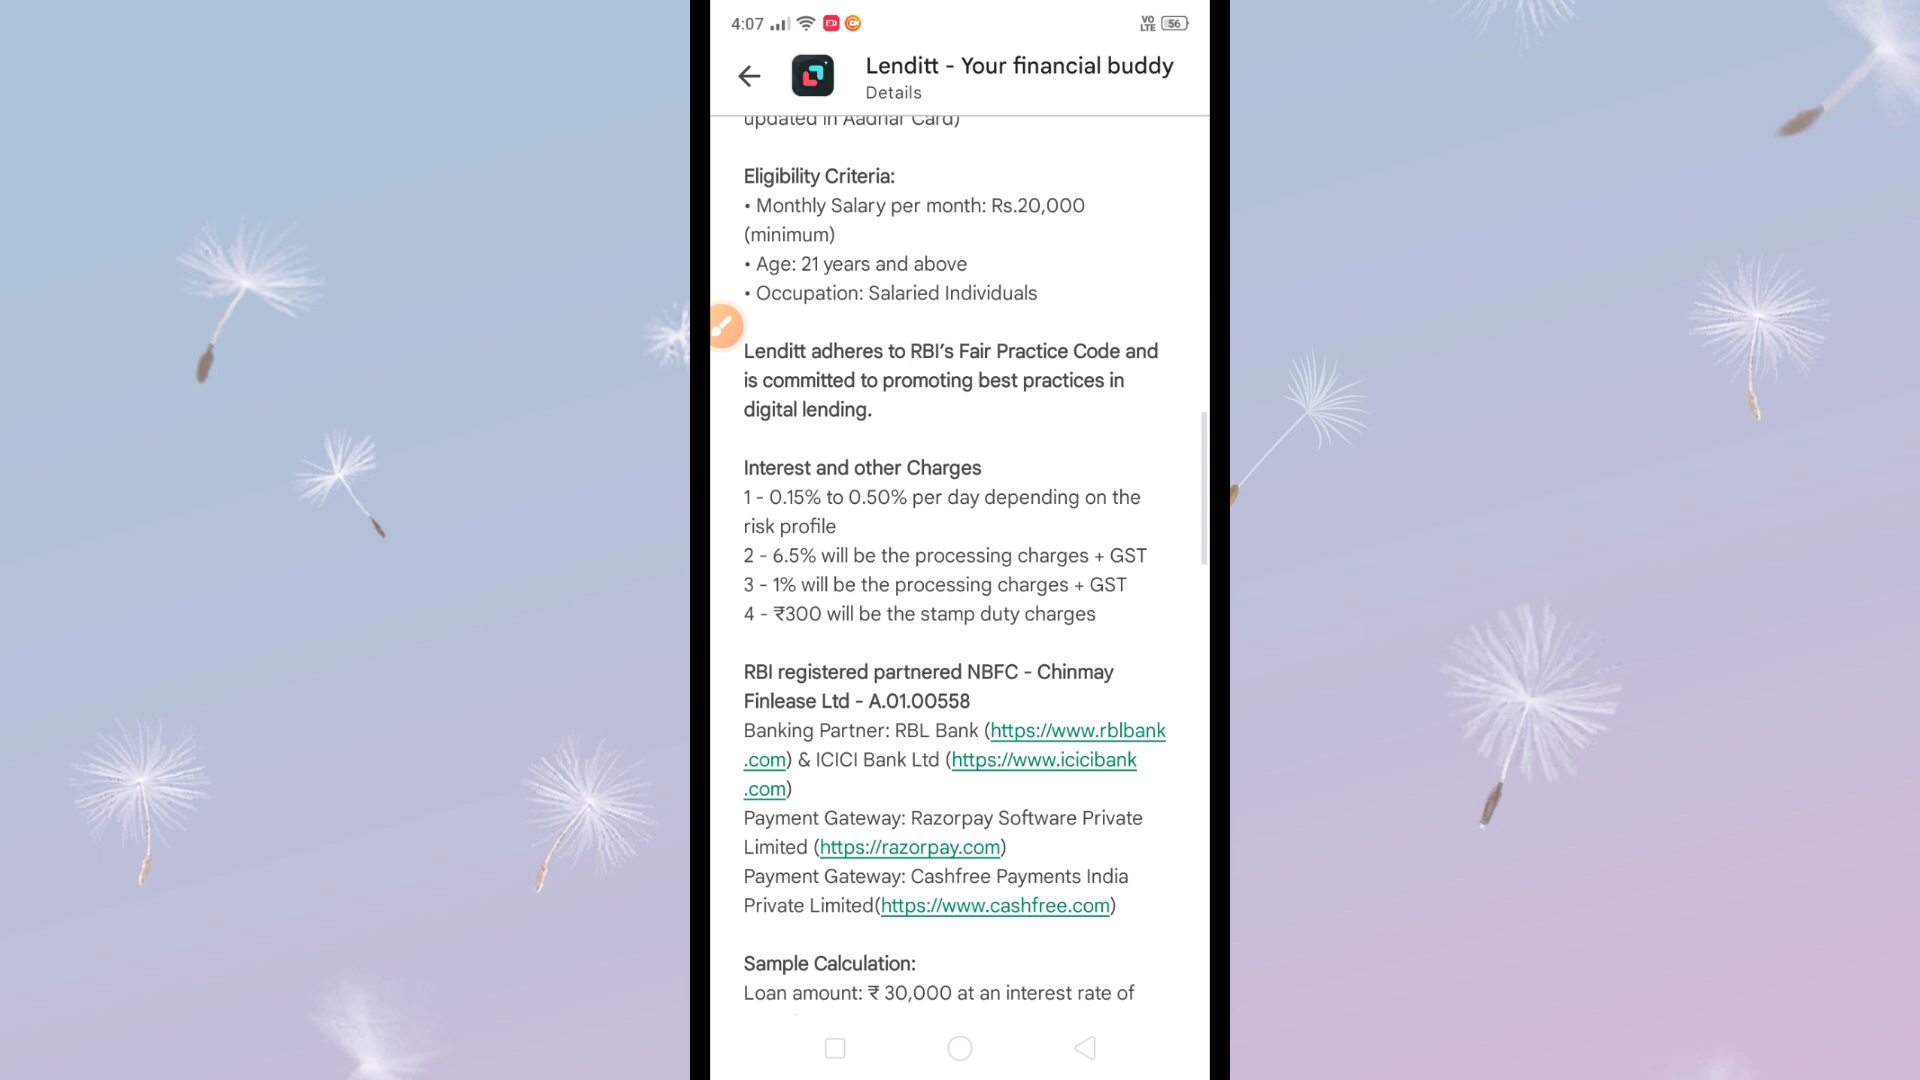 4:07
VO LTE 56
Lenditt - Your financial buddy
Details
updated in Aadhar Card)
Eligibility Criteria:
• Monthly Salary per month: Rs.20,000
(minimum)
• Age: 21 years and above
• Occupation: Salaried Individuals
Lenditt adheres to RBI’s Fair Practice Code and
is committed to promoting best practices in
digital lending.
Interest and other Charges
1 - 0.15% to 0.50% per day depending on the
risk profile
2 - 6.5% will be the processing charges + GST
3 - 1% will be the processing charges + GST
4 - ₹300 will be the stamp duty charges
RBI registered partnered NBFC - Chinmay
Finlease Ltd - A.01.00558
Banking Partner: RBL Bank (https://www.rblbank
.com) & ICICI Bank Ltd (https://www.icicibank
.com)
Payment Gateway: Razorpay Software Private
Limited (https://razorpay.com)
Payment Gateway: Cashfree Payments India
Private Limited(https://www.cashfree.com)
Sample Calculation:
Loan amount: ₹ 30,000 at an interest rate of